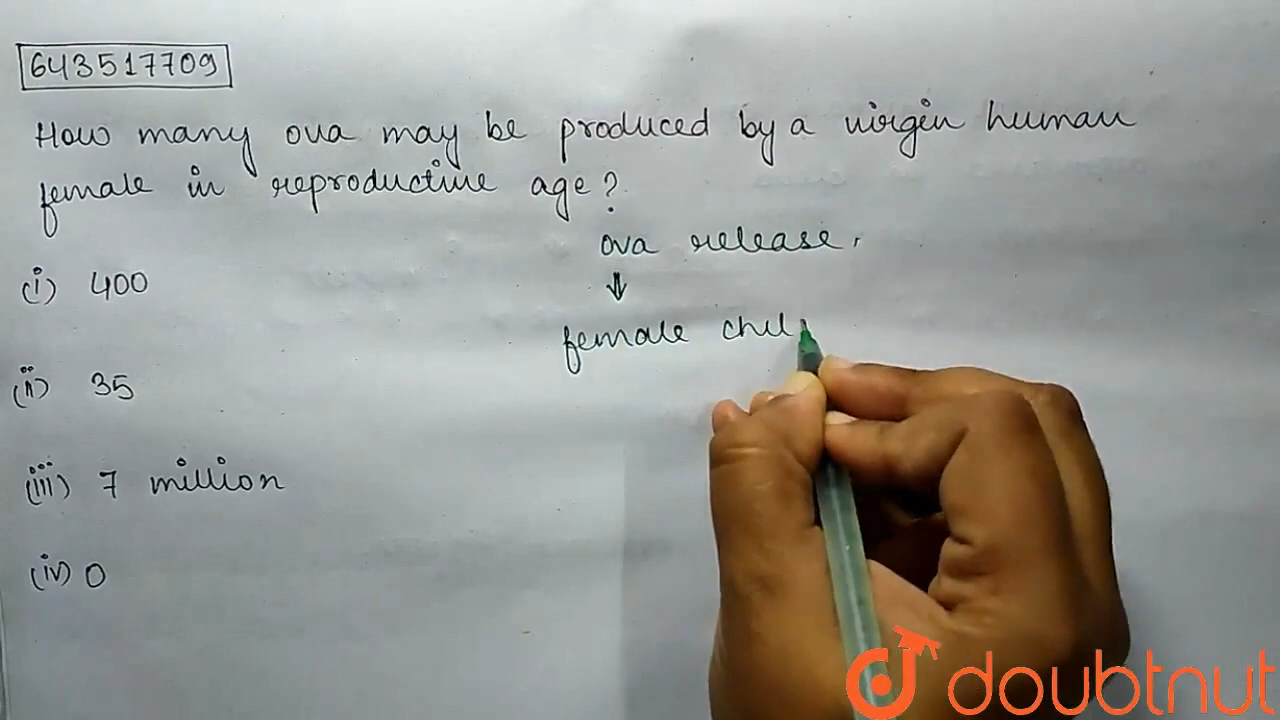 643517709
How many ova may be produced by a virgin human
female in reproductive age?
ova release,
⇓
female chil
(i) 400
(ii) 35
(iii) 7 million
(iv) 0
doubtnut